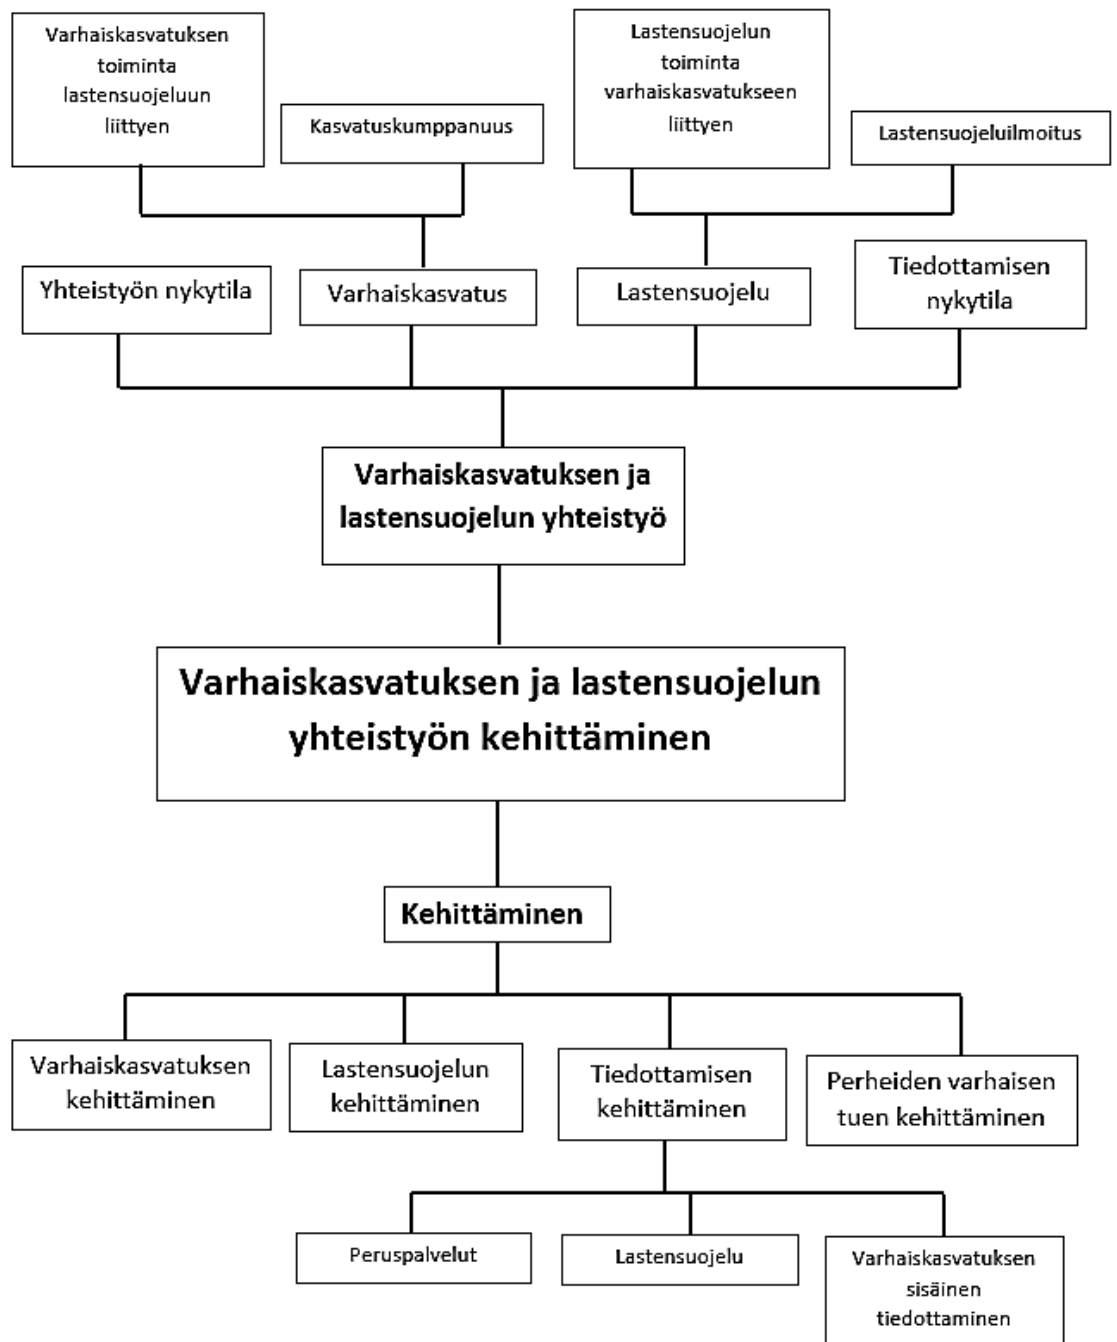 Varhaiskasvatuksen
toiminta
lastensuojeluun
liittyen
Kasvatuskumppanuus
Lastensuojelun
toiminta
varhaiskasvatukseen
liittyen
Lastensuojeluilmoitus
Yhteistyön nykytila
Varhaiskasvatus
Lastensuojelu
Tiedottamisen
nykytila
Varhaiskasvatuksen ja
lastensuojelun yhteistyö
Varhaiskasvatuksen ja lastensuojelun
yhteistyön kehittäminen
Kehittäminen
Varhaiskasvatuksen
kehittäminen
Lastensuojelun
kehittäminen
Tiedottamisen
kehittäminen
Perheiden varhaisen
tuen kehittäminen
Peruspalvelut
Lastensuojelu
Varhaiskasvatuksen
sisäinen
tiedottaminen